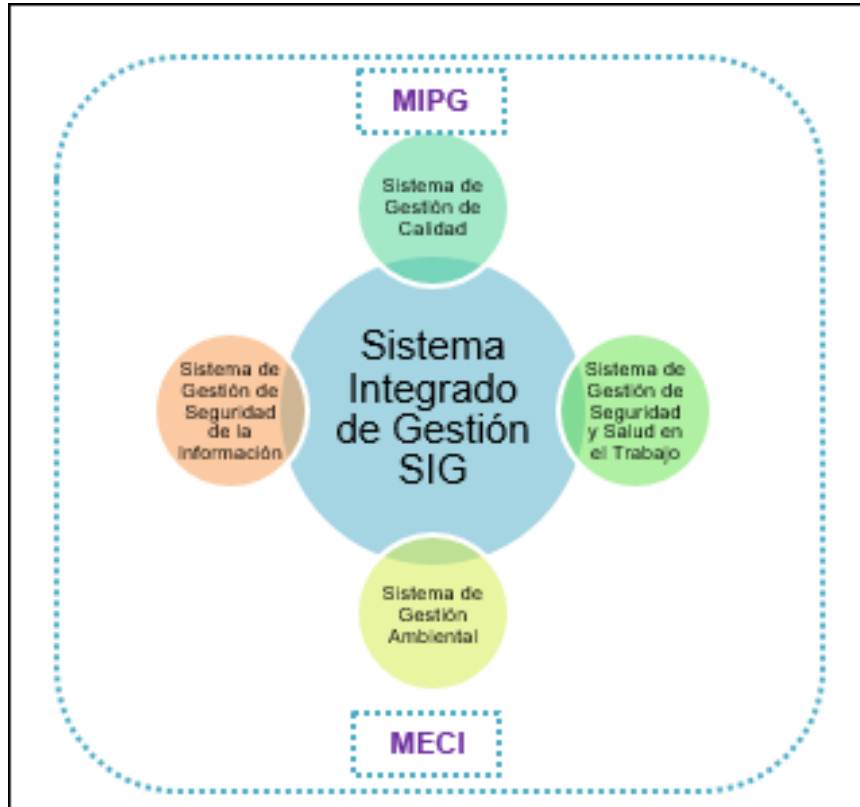 MIPG
Sistema de
Gestión de
Calidad
Sistema
Integrado
de Gestión
SIG
Sistema de
Gestión de
Seguridad
de la
Información
Sistema de
Gestión de
Seguridad
y Salud en
el Trabajo
Sistema de
Gestión
Ambiental
MECI